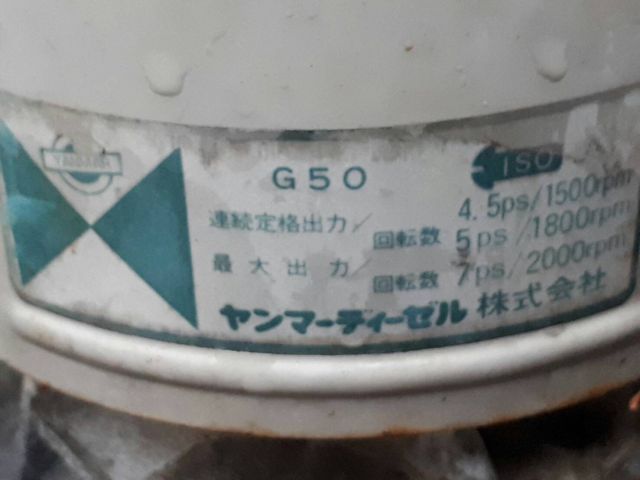 YANMAR
ISO
G50
連続定格出力/回転数 4.5ps/1500rpm
5ps/1800rpm
最大出力/回転数 7ps/2000rpm
ヤンマーディーゼル株式会社